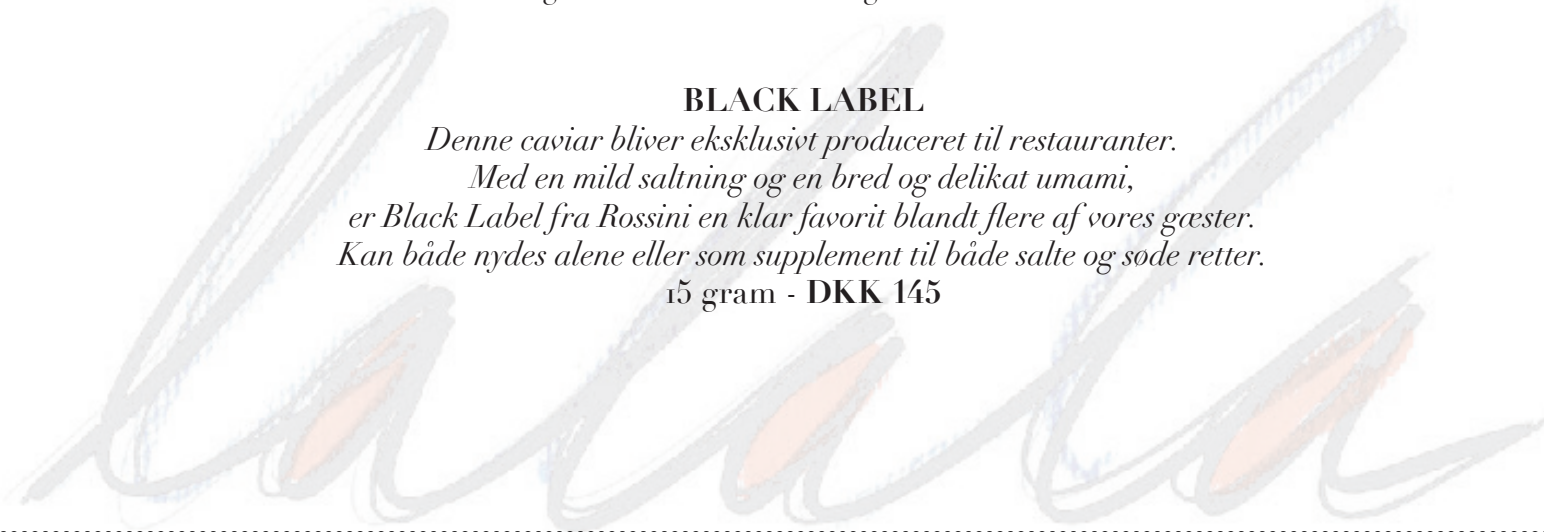 BLACK LABEL
Denne caviar bliver eksklusivt produceret til restauranter.
Med en mild saltning og en bred og delikat umami,
er Black Label fra Rossini en klar favorit blandt flere af vores gæster.
Kan både nydes alene eller som supplement til både salte og søde retter.
15 gram - DKK 145
lalala